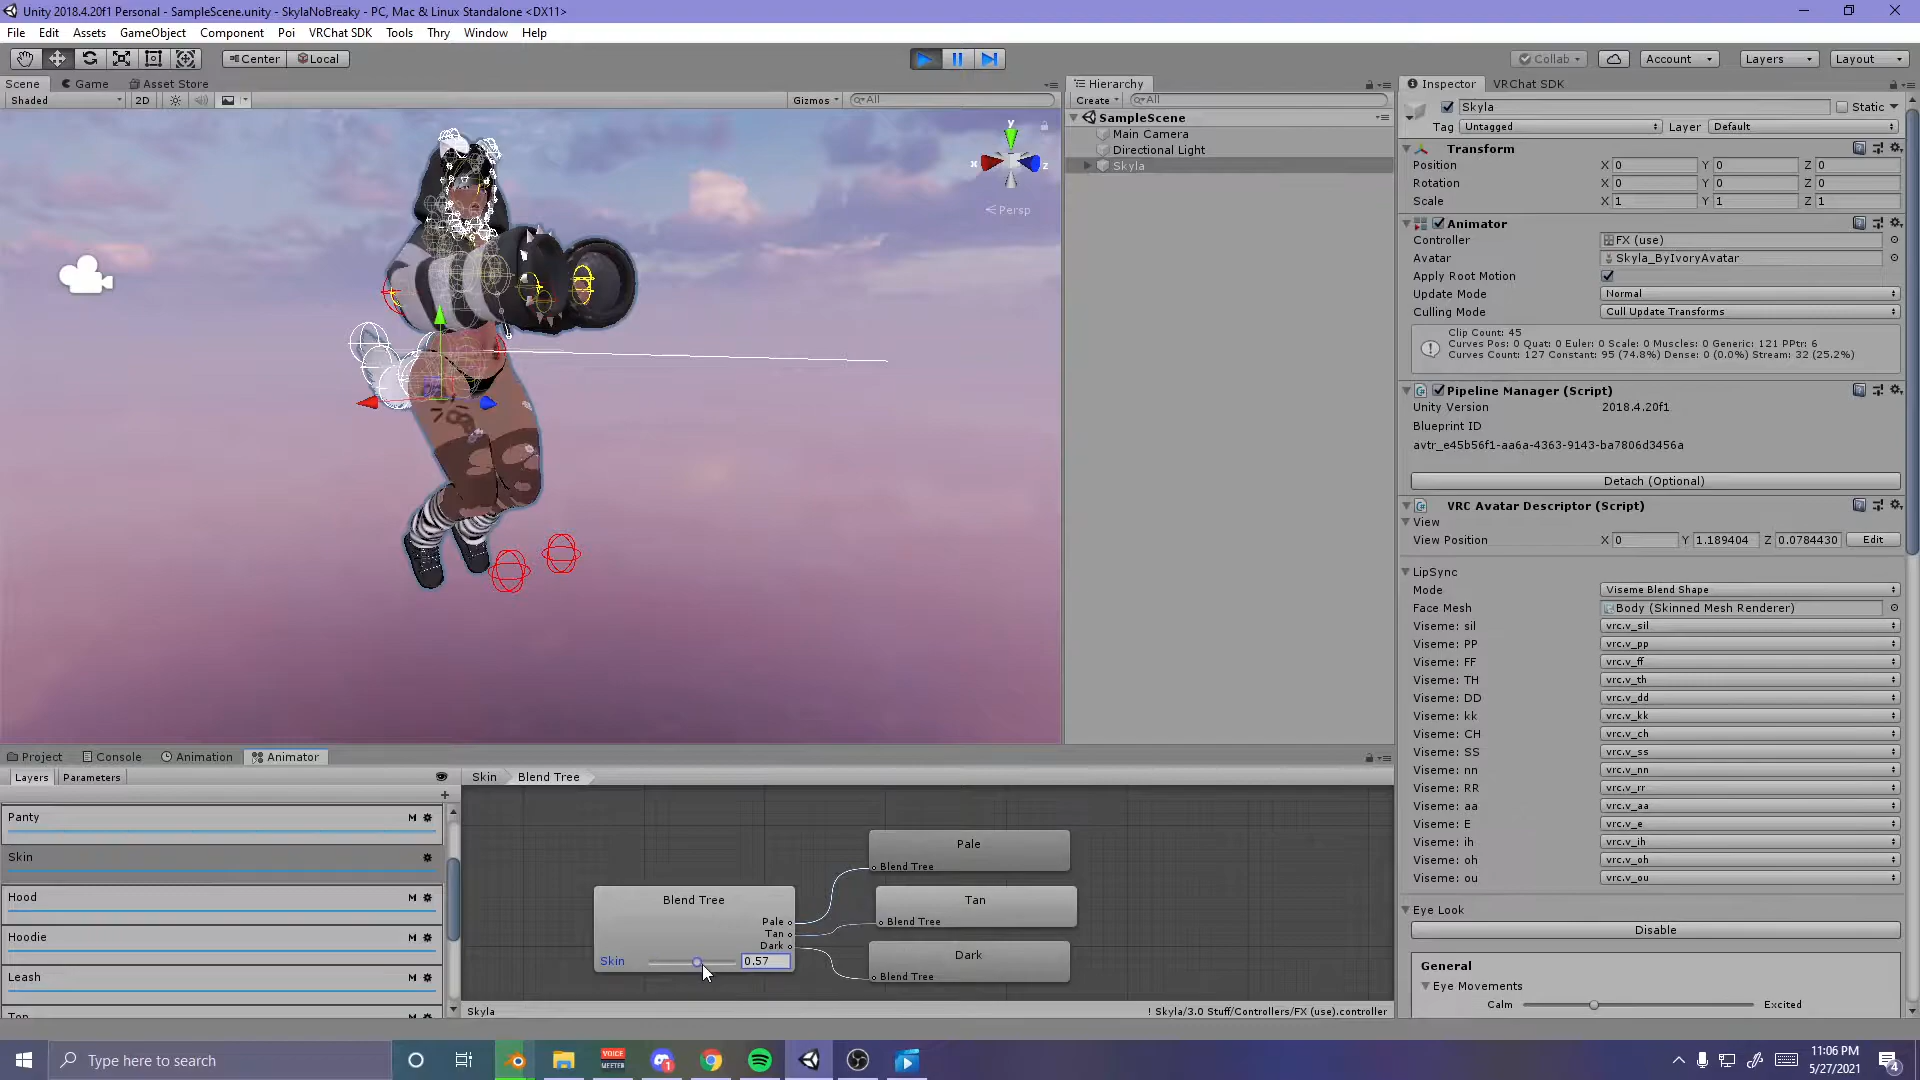 Unity 2018.4.20f1 Personal - SampleScene.unity - SkylaNoBreaky - PC, Mac & Linux Standalone <DX11>
File Edit Assets GameObject Component Poi VRChat SDK Tools Thry Window Help
Center Local Collab Account Layers Layout
Scene Game Asset Store Hierarchy Inspector VRChat SDK
Shaded 2D Gizmos All
Create All
y
x
z
Persp
SampleScene
Main Camera
Directional Light
Skyla
Skyla Static
Tag Untagged Layer Default
Transform
Position X 0 Y 0 Z 0
Rotation X 0 Y 0 Z 0
Scale X 1 Y 1 Z 1
Animator
Controller FX (use)
Avatar Skyla_ByIvoryAvatar
Apply Root Motion
Update Mode Normal
Culling Mode Cull Update Transforms
Clip Count: 45
Curves Pos: 0 Quat: 0 Euler: 0 Scale: 0 Muscles: 0 Generic: 121 PPtr: 6
Curves Count: 127 Constant: 95 (74.8%) Dense: 0 (0.0%) Stream: 32 (25.2%)
Pipeline Manager (Script)
Unity Version 2018.4.20f1
Blueprint ID
avtr_e45b56f1-aa6a-4363-9143-ba7806d3456a
Detach (Optional)
VRC Avatar Descriptor (Script)
View
View Position X 0 Y 1.189404 Z 0.0784430 Edit
LipSync
Mode Viseme Blend Shape
Face Mesh Body (Skinned Mesh Renderer)
Viseme: sil vrc.v_sil
Viseme: PP vrc.v_pp
Viseme: FF vrc.v_ff
Viseme: TH vrc.v_th
Viseme: DD vrc.v_dd
Viseme: kk vrc.v_kk
Viseme: CH vrc.v_ch
Viseme: SS vrc.v_ss
Viseme: nn vrc.v_nn
Viseme: RR vrc.v_rr
Viseme: aa vrc.v_aa
Viseme: E vrc.v_e
Viseme: ih vrc.v_ih
Viseme: oh vrc.v_oh
Viseme: ou vrc.v_ou
Eye Look
Disable
General
Eye Movements
Calm Excited
Project Console Animation Animator
Layers Parameters
Skin Blend Tree
Panty M
Skin
Hood M
Hoodie M
Leash M
Top M
Blend Tree
Pale
Tan
Dark
Skin 0.57
Pale
Blend Tree
Tan
Blend Tree
Dark
Blend Tree
Skyla ! Skyla/3.0 Stuff/Controllers/FX (use).controller
Type here to search
VOICE
MEETER
1
11:06 PM
5/27/2021
4